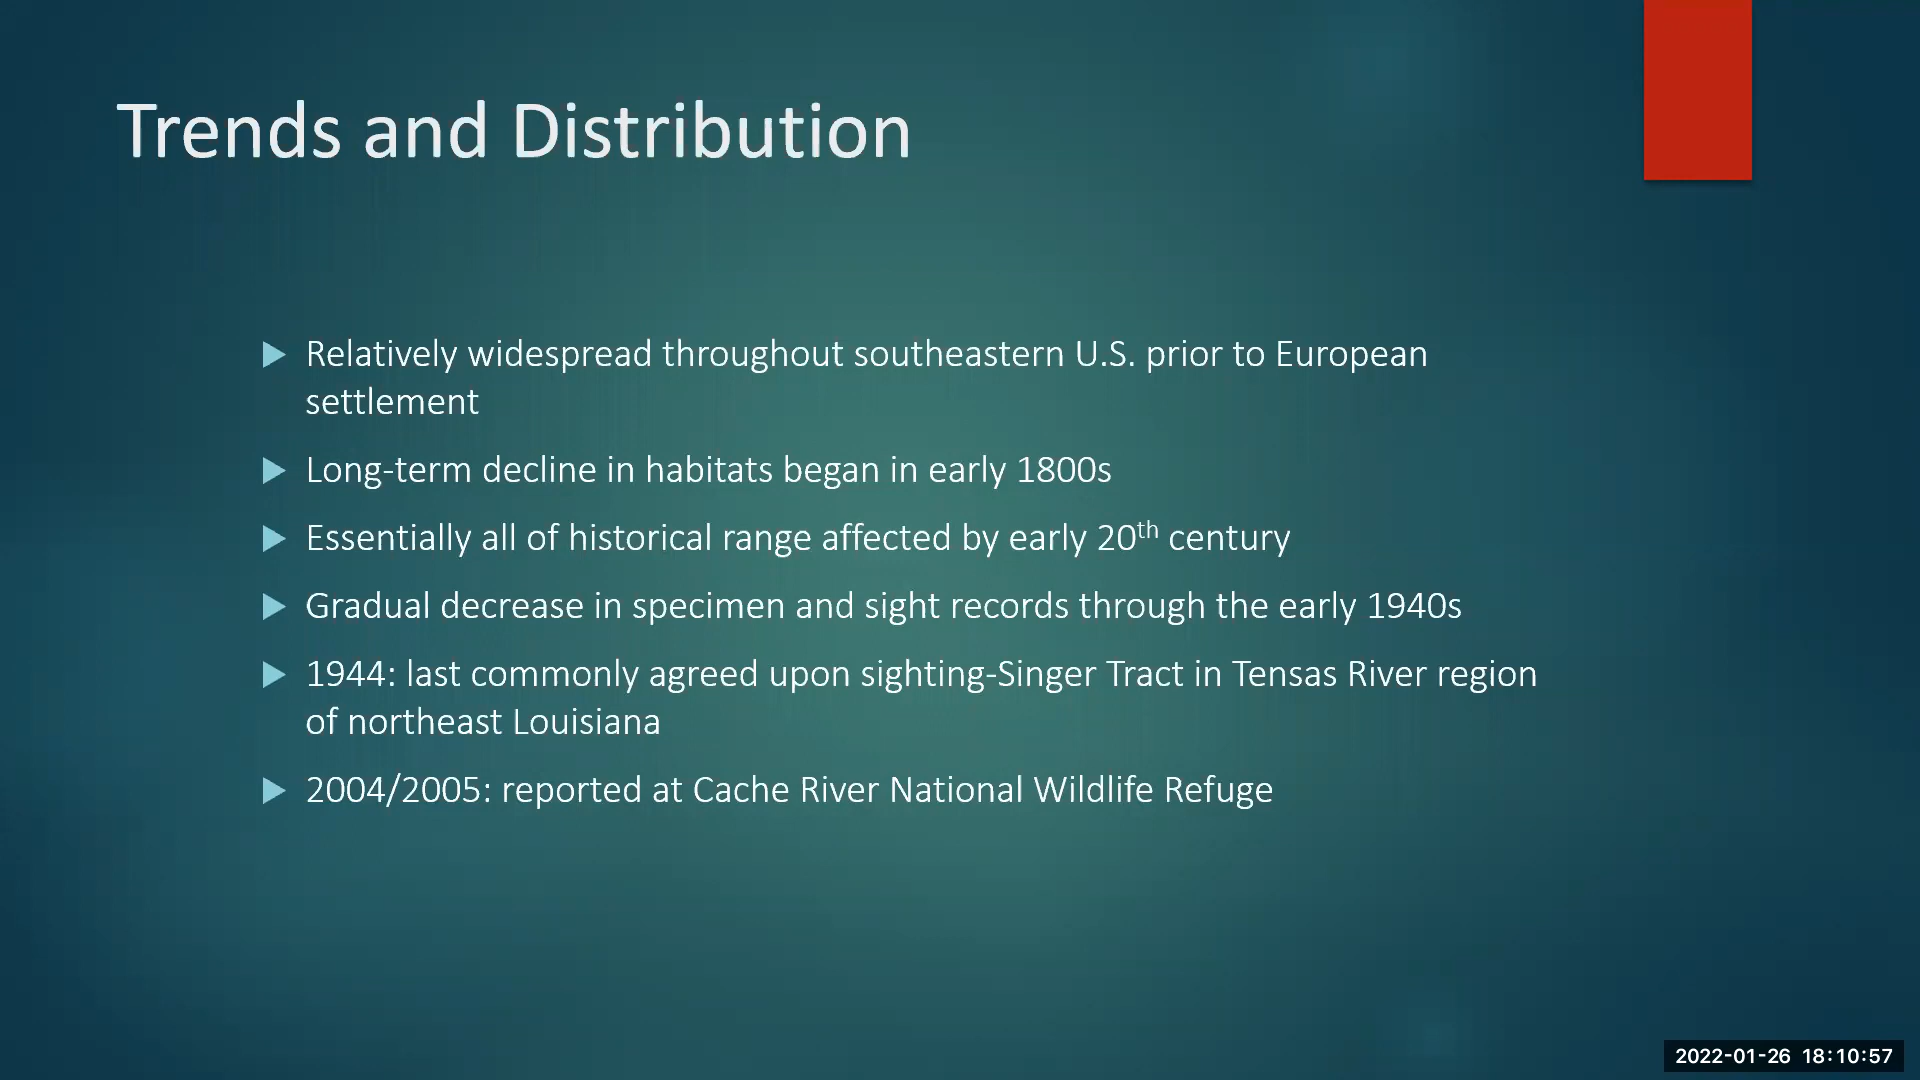 Trends and Distribution
Relatively widespread throughout southeastern U.S. prior to European
settlement
Long-term decline in habitats began in early 1800s
Essentially all of historical range affected by early 20th century
Gradual decrease in specimen and sight records through the early 1940s
1944: last commonly agreed upon sighting-Singer Tract in Tensas River region
of northeast Louisiana
2004/2005: reported at Cache River National Wildlife Refuge
2022-01-26 18:10:57